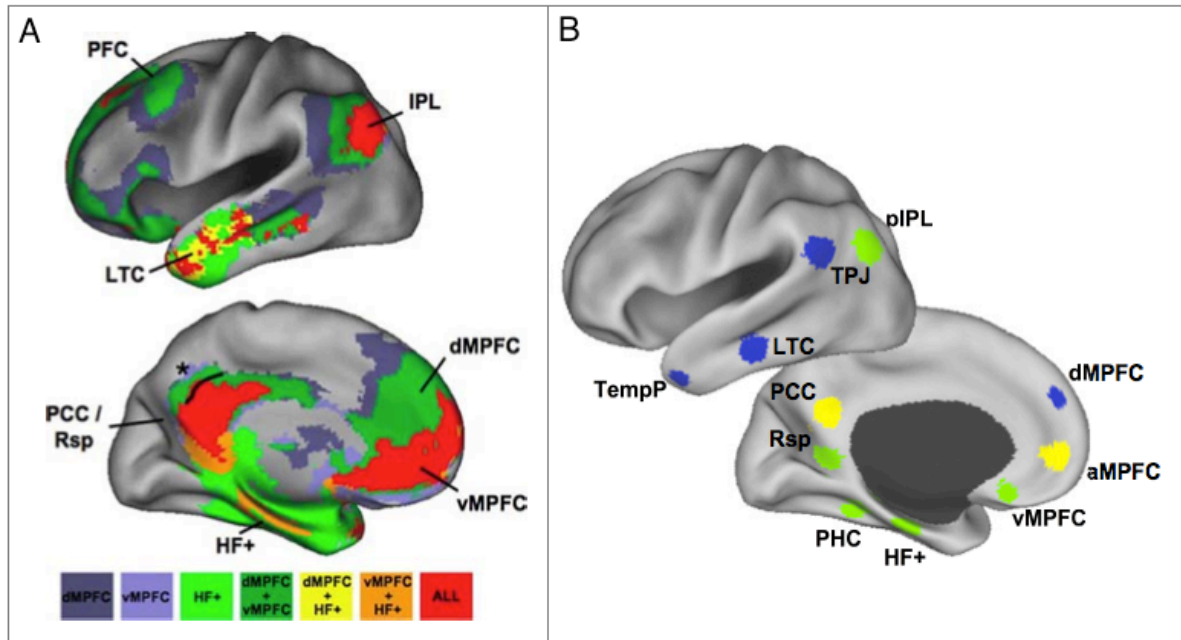 A
PFC
IPL
LTC
dMPFC
*
PCC /
Rsp
vMPFC
HF+
dMPFC
vMPFC
HF+
dMPFC
+
vMPFC
dMPFC
+
HF+
vMPFC
+
HF+
ALL
B
pIPL
TPJ
LTC
TempP
PCC
dMPFC
Rsp
aMPFC
vMPFC
PHC
HF+